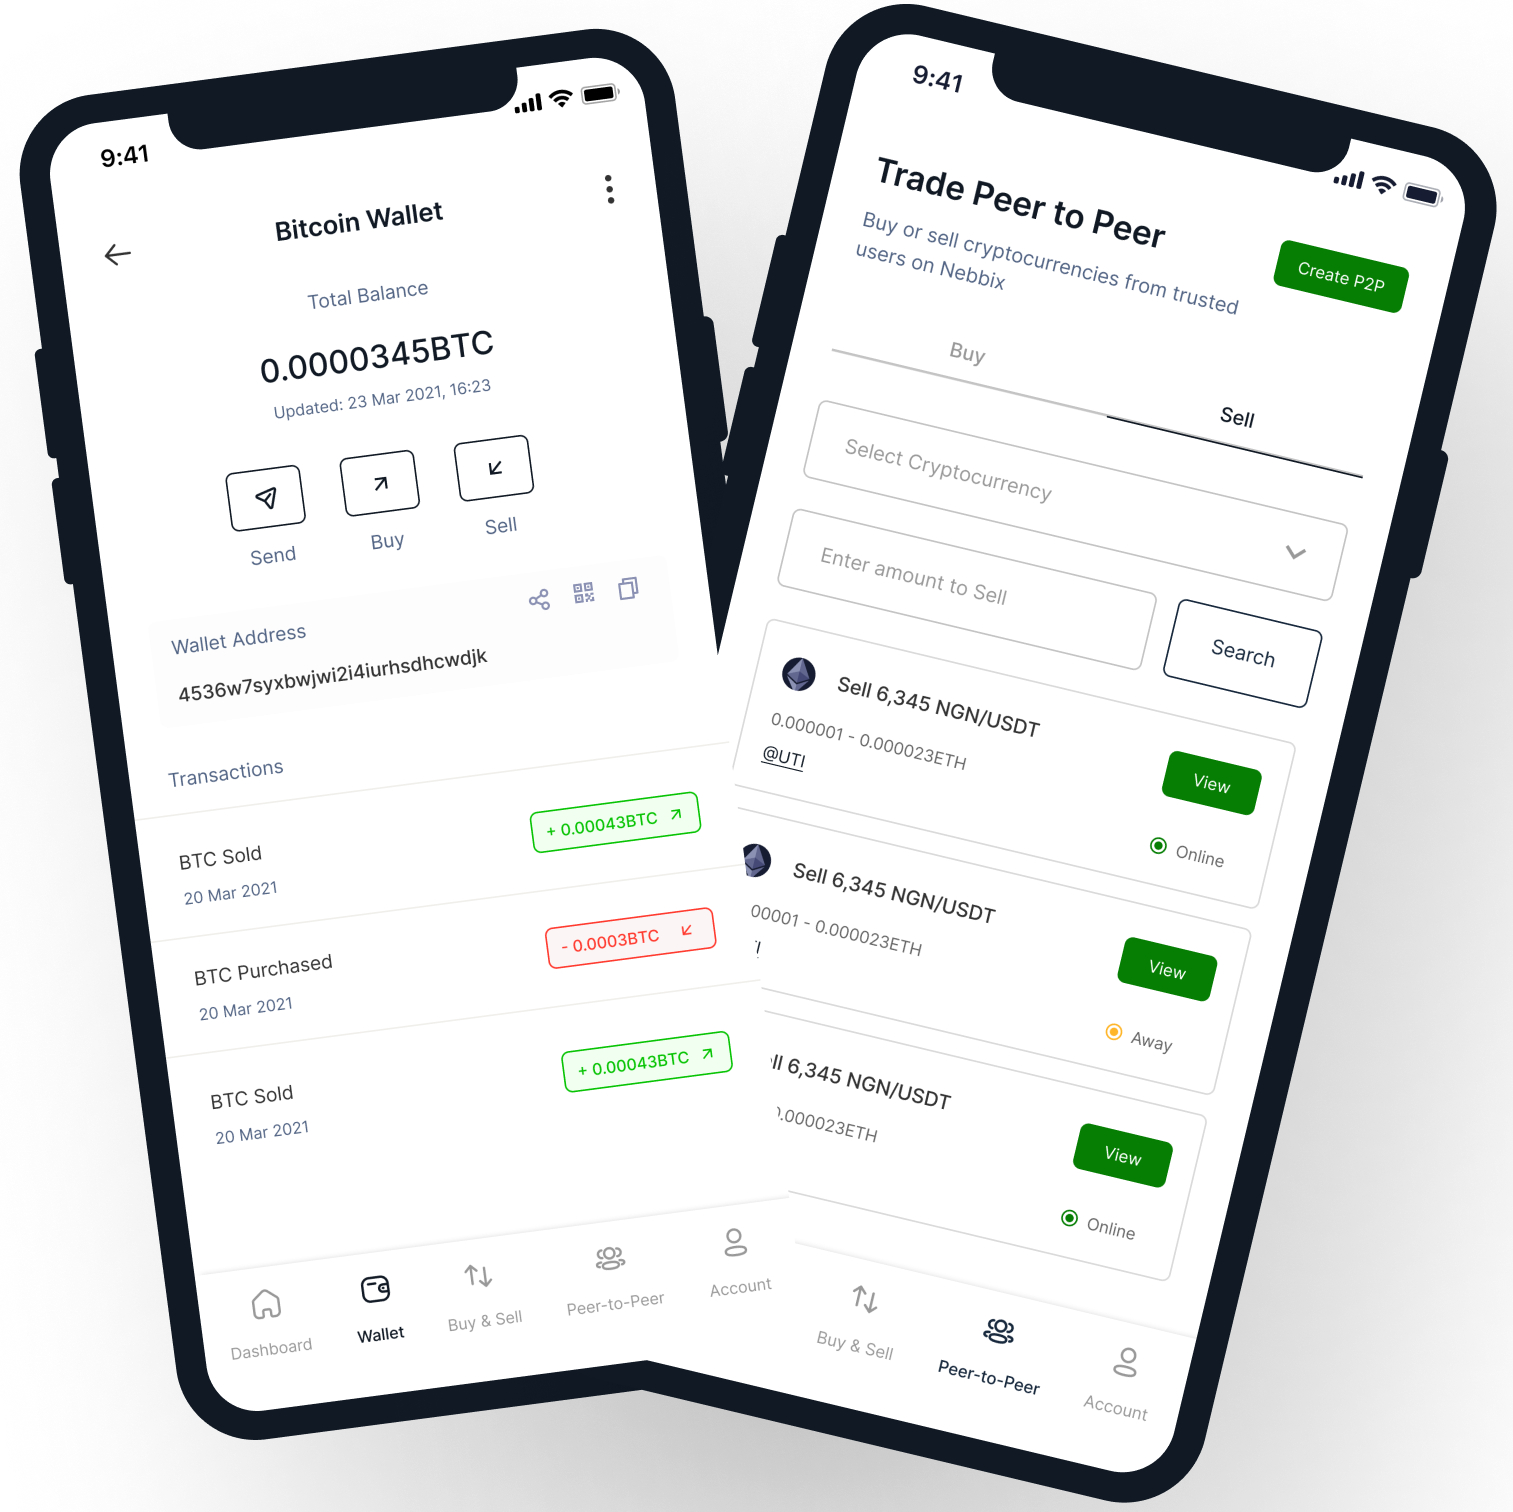 9:41
Bitcoin Wallet
Total Balance
0.0000345BTC
Updated: 23 Mar 2021, 16:23
Send
Buy
Sell
Wallet Address
4536w7syxbwjwi2i4iurhsdhcwdjk
Transactions
BTC Sold
+ 0.00043BTC
20 Mar 2021
BTC Purchased
- 0.0003BTC
20 Mar 2021
BTC Sold
+ 0.00043BTC
20 Mar 2021
Dashboard
Wallet
Buy & Sell
Peer-to-Peer
Account
9:41
Trade Peer to Peer
Buy or sell cryptocurrencies from trusted
users on Nebbix
Create P2P
Buy
Sell
Select Cryptocurrency
Enter amount to Sell
Search
Sell 6,345 NGN/USDT
0.000001 - 0.000023ETH
@UTI
View
Online
Sell 6,345 NGN/USDT
00001 - 0.000023ETH
View
Away
ll 6,345 NGN/USDT
.000023ETH
View
Online
Buy & Sell
Peer-to-Peer
Account